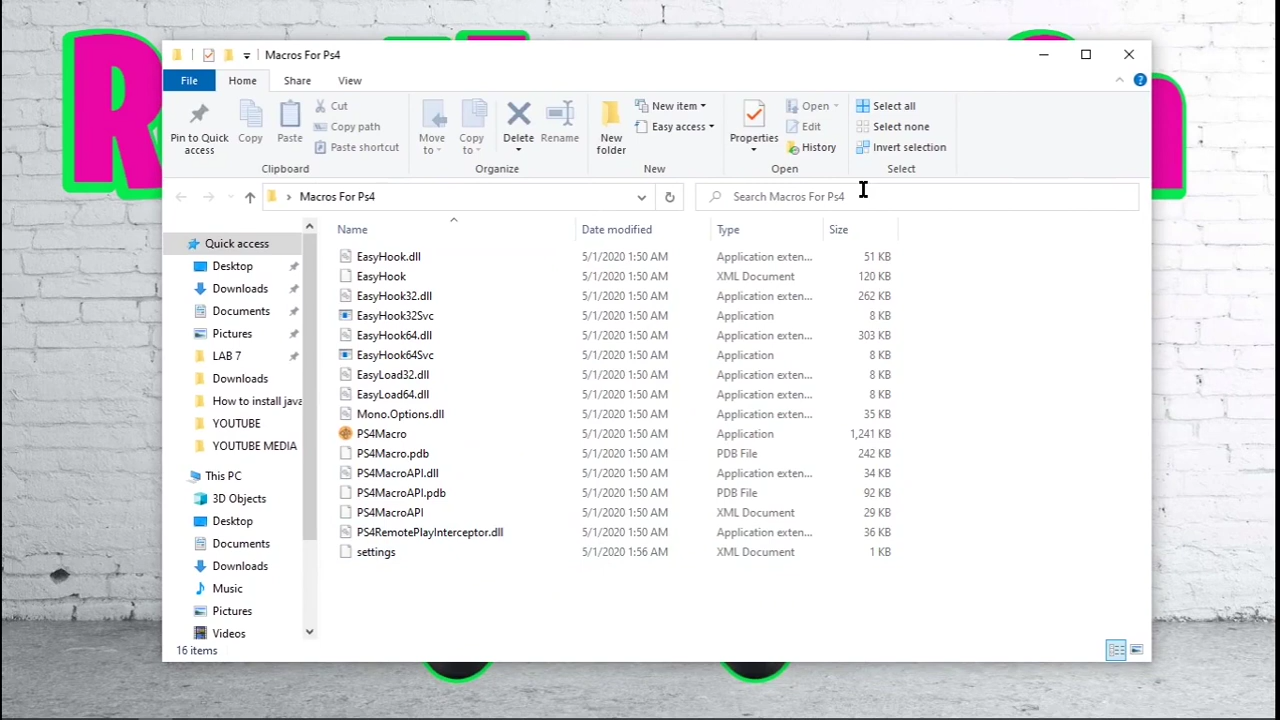 Macros For Ps4
File Home Share View
Pin to Quick access
Copy
Paste
Cut
Copy path
Paste shortcut
Clipboard
Move to
Copy to
Delete
Rename
Organize
New folder
New item
Easy access
New
Properties
Open
Edit
History
Open
Select all
Select none
Invert selection
Select
Macros For Ps4
Search Macros For Ps4
Name Date modified Type Size
EasyHook.dll 5/1/2020 1:50 AM Application exten... 51 KB
EasyHook 5/1/2020 1:50 AM XML Document 120 KB
EasyHook32.dll 5/1/2020 1:50 AM Application exten... 262 KB
EasyHook32Svc 5/1/2020 1:50 AM Application 8 KB
EasyHook64.dll 5/1/2020 1:50 AM Application exten... 303 KB
EasyHook64Svc 5/1/2020 1:50 AM Application 8 KB
EasyLoad32.dll 5/1/2020 1:50 AM Application exten... 8 KB
EasyLoad64.dll 5/1/2020 1:50 AM Application exten... 8 KB
Mono.Options.dll 5/1/2020 1:50 AM Application exten... 35 KB
PS4Macro 5/1/2020 1:50 AM Application 1,241 KB
PS4Macro.pdb 5/1/2020 1:50 AM PDB File 242 KB
PS4MacroAPI.dll 5/1/2020 1:50 AM Application exten... 34 KB
PS4MacroAPI.pdb 5/1/2020 1:50 AM PDB File 92 KB
PS4MacroAPI 5/1/2020 1:50 AM XML Document 29 KB
PS4RemotePlayInterceptor.dll 5/1/2020 1:50 AM Application exten... 36 KB
settings 5/1/2020 1:56 AM XML Document 1 KB
Quick access
Desktop
Downloads
Documents
Pictures
LAB 7
Downloads
How to install java
YOUTUBE
YOUTUBE MEDIA
This PC
3D Objects
Desktop
Documents
Downloads
Music
Pictures
Videos
16 items